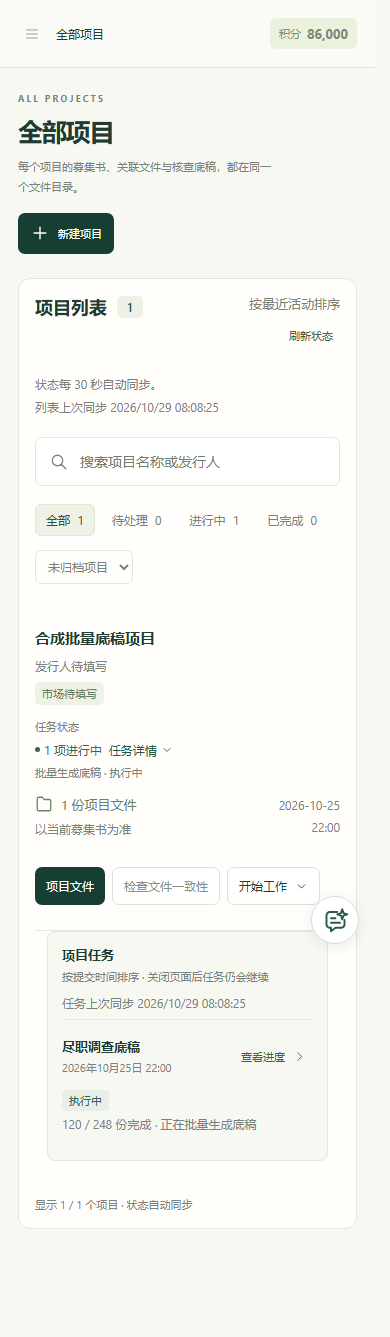 全部项目
积分 86,000
ALL PROJECTS
全部项目
每个项目的募集书、关联文件与核查底稿，都在同一
个文件目录。
新建项目
项目列表 1
按最近活动排序
刷新状态
状态每 30 秒自动同步。
列表上次同步 2026/10/29 08:08:25
搜索项目名称或发行人
全部 1 待处理 0 进行中 1 已完成 0
未归档项目
合成批量底稿项目
发行人待填写
市场待填写
任务状态
1 项进行中 任务详情
批量生成底稿 · 执行中
1 份项目文件
以当前募集书为准
2026-10-25
22:00
项目文件 检查文件一致性 开始工作
项目任务
按提交时间排序 · 关闭页面后任务仍会继续
任务上次同步 2026/10/29 08:08:25
尽职调查底稿
2026年10月25日 22:00
查看进度
执行中
120 / 248 份完成 · 正在批量生成底稿
显示 1 / 1 个项目 · 状态自动同步